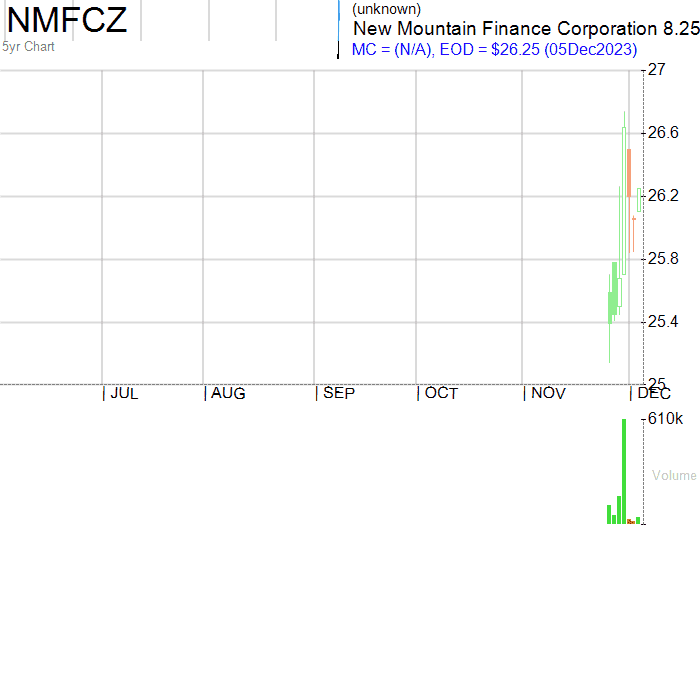 NMFCZ
5yr Chart
(unknown)
New Mountain Finance Corporation 8.25
MC = (N/A), EOD = $26.25 (05Dec2023)
27
26.6
26.2
25.8
25.4
25
JUL
AUG
SEP
OCT
NOV
DEC
610k
Volume